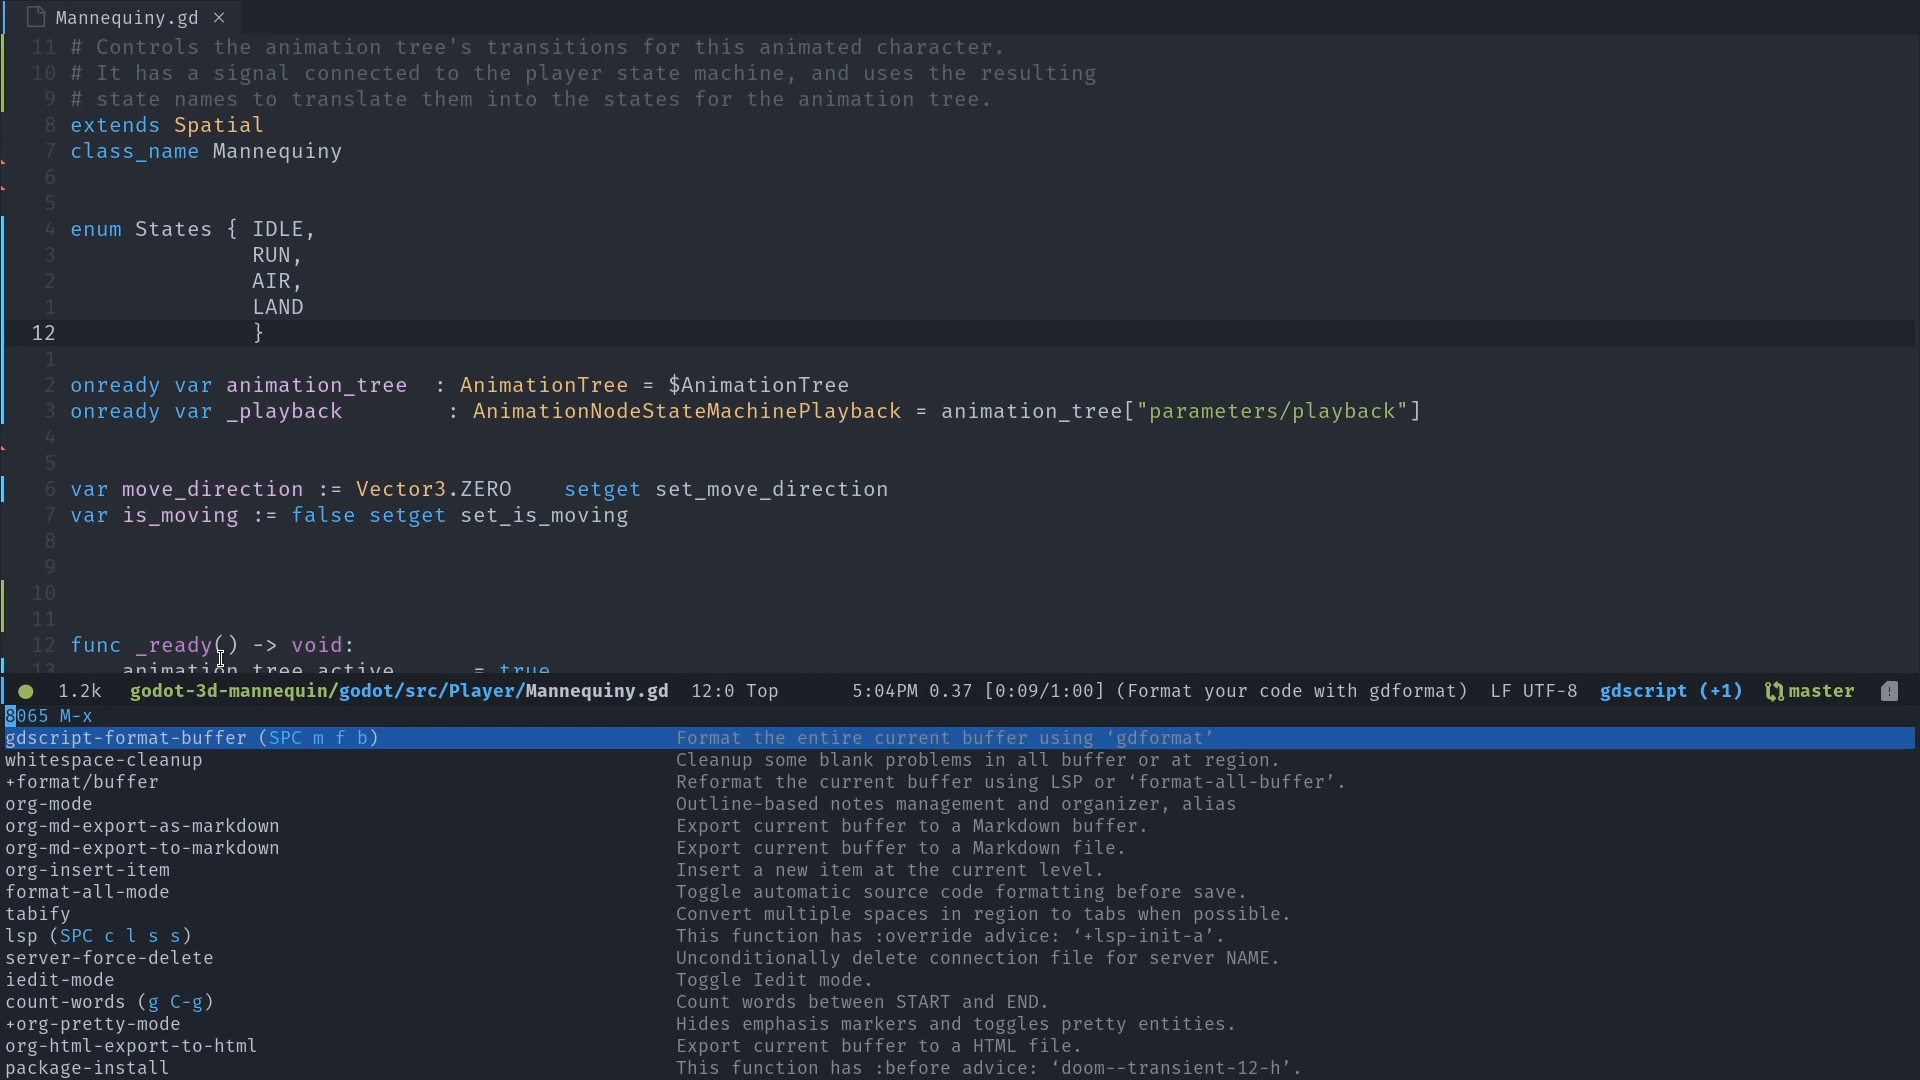 Mannequiny.gd ×
11 # Controls the animation tree's transitions for this animated character.
10 # It has a signal connected to the player state machine, and uses the resulting
9 # state names to translate them into the states for the animation tree.
8 extends Spatial
7 class_name Mannequiny
6
5
4 enum States { IDLE,
3 RUN,
2 AIR,
1 LAND
12 }
1
2 onready var animation_tree : AnimationTree = $AnimationTree
3 onready var _playback : AnimationNodeStateMachinePlayback = animation_tree["parameters/playback"]
4
5
6 var move_direction := Vector3.ZERO setget set_move_direction
7 var is_moving := false setget set_is_moving
8
9
10
11
12 func _ready() -> void:
13 animation_tree.active = true
1.2k godot-3d-mannequin/godot/src/Player/Mannequiny.gd 12:0 Top 5:04PM 0.37 [0:09/1:00] (Format your code with gdformat) LF UTF-8 gdscript (+1) master
8065 M-x
gdscript-format-buffer (SPC m f b) Format the entire current buffer using ‘gdformat’
whitespace-cleanup Cleanup some blank problems in all buffer or at region.
+format/buffer Reformat the current buffer using LSP or ‘format-all-buffer’.
org-mode Outline-based notes management and organizer, alias
org-md-export-as-markdown Export current buffer to a Markdown buffer.
org-md-export-to-markdown Export current buffer to a Markdown file.
org-insert-item Insert a new item at the current level.
format-all-mode Toggle automatic source code formatting before save.
tabify Convert multiple spaces in region to tabs when possible.
lsp (SPC c l s s) This function has :override advice: ‘+lsp-init-a’.
server-force-delete Unconditionally delete connection file for server NAME.
iedit-mode Toggle Iedit mode.
count-words (g C-g) Count words between START and END.
+org-pretty-mode Hides emphasis markers and toggles pretty entities.
org-html-export-to-html Export current buffer to a HTML file.
package-install This function has :before advice: ‘doom--transient-12-h’.